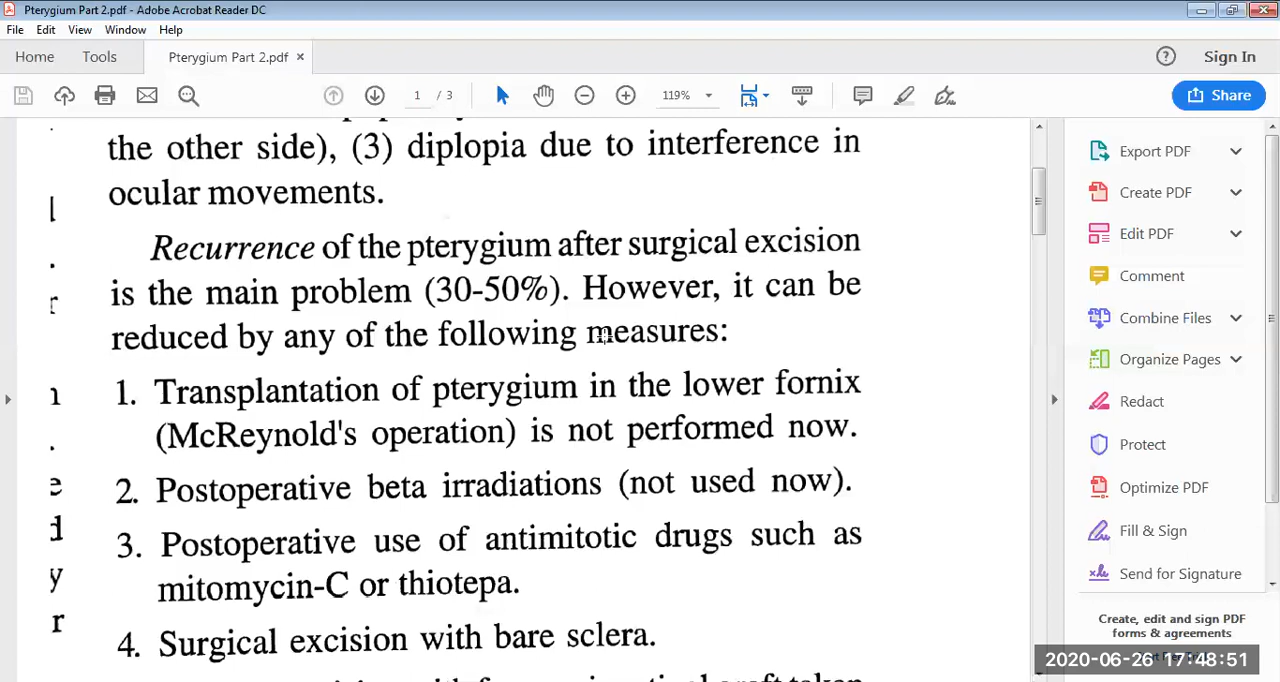 Pterygium Part 2.pdf - Adobe Acrobat Reader DC
File Edit View Window Help
Home Tools Pterygium Part 2.pdf × Sign In
1 / 3 119% Share
the other side), (3) diplopia due to interference in
ocular movements.
Recurrence of the pterygium after surgical excision
is the main problem (30-50%). However, it can be
reduced by any of the following measures:
1. Transplantation of pterygium in the lower fornix
(McReynold's operation) is not performed now.
2. Postoperative beta irradiations (not used now).
3. Postoperative use of antimitotic drugs such as
mitomycin-C or thiotepa.
4. Surgical excision with bare sclera.
Export PDF
Create PDF
Edit PDF
Comment
Combine Files
Organize Pages
Redact
Protect
Optimize PDF
Fill & Sign
Send for Signature
Create, edit and sign PDF
forms & agreements
2020-06-26 17:48:51